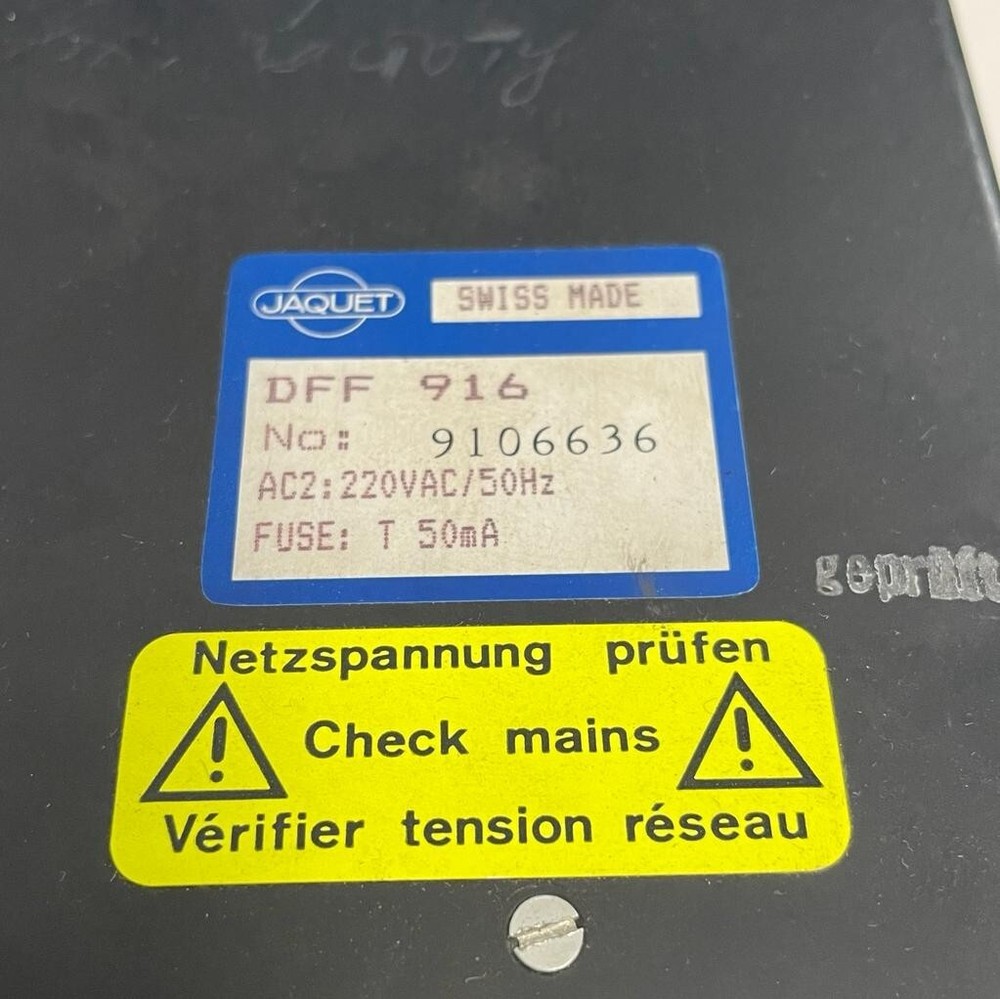 JAQUET
SWISS MADE
DFF 916
No: 9106636
AC2:220VAC/50Hz
FUSE: T 50mA
geprüft
Netzspannung prüfen
Check mains
Vérifier tension réseau